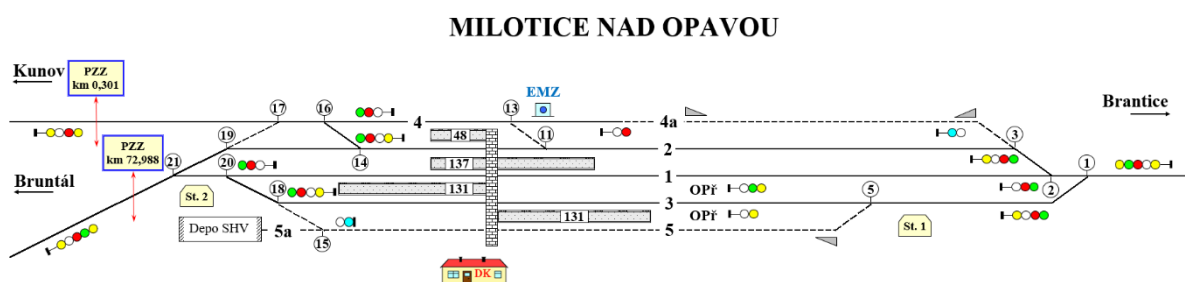 MILOTICE NAD OPAVOU
Kunov
PZZ
km 0,301
EMZ
Brantice
17
16
13
4
4a
48
11
3
19
14
2
PZZ
km 72,988
137
21
20
1
1
Bruntál
St. 2
18
131
OPř
5
2
3
Depo SHV
5a
15
131
5
OPř
St. 1
DK